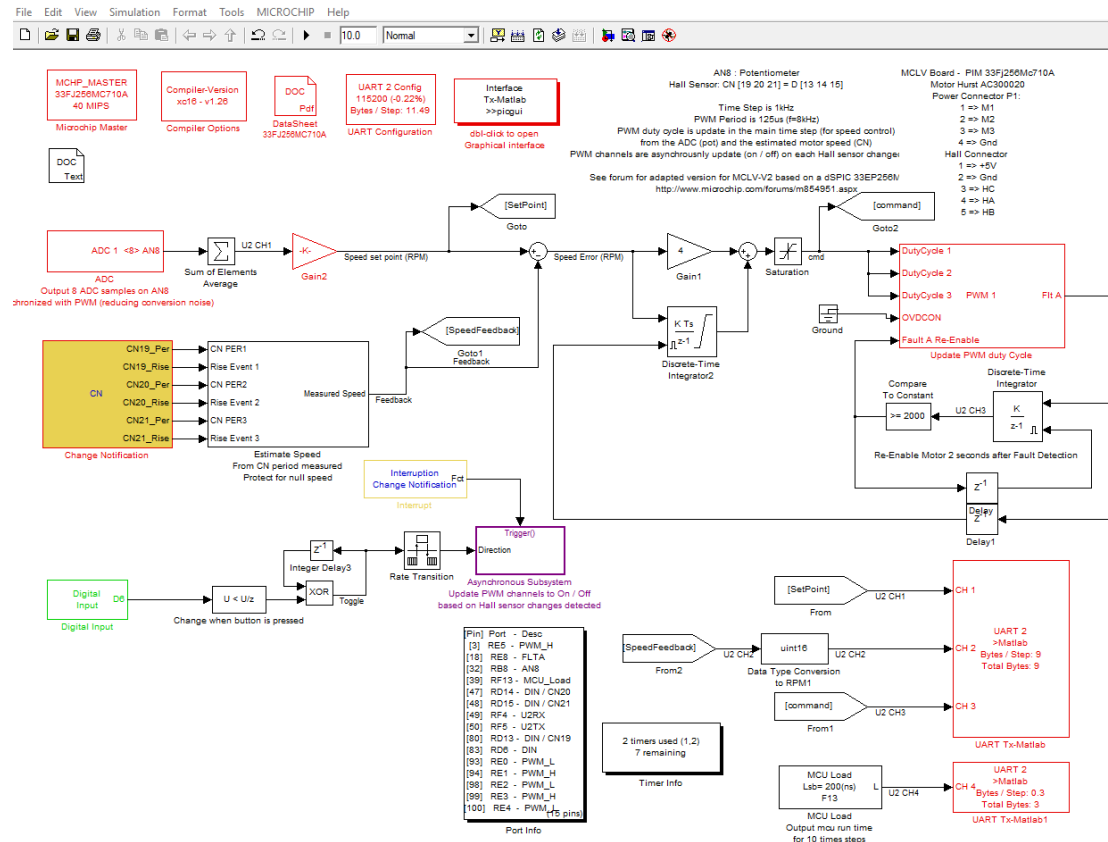 File Edit View Simulation Format Tools MICROCHIP Help
10.0
Normal
MCHP_MASTER
33FJ256MC710A
40 MIPS
Microchip Master
Compiler-Version
xc16 - v1.26
Compiler Options
DOC
Pdf
DataSheet
33FJ256MC710A
UART 2 Config
115200 (-0.22%)
Bytes / Step: 11.49
UART Configuration
Interface
Tx-Matlab
>>picgui
dbl-click to open
Graphical interface
DOC
Text
AN8 : Potentiometer
Hall Sensor: CN [19 20 21] = D [13 14 15]
Time Step is 1kHz
PWM Period is 125us (f=8kHz)
PWM duty cycle is update in the main time step (for speed control)
from the ADC (pot) and the estimated motor speed (CN)
PWM channels are asynchrously update (on / off) on each Hall sensor change
See forum for adapted version for MCLV-V2 based on a dSPIC 33EP256M
http://www.microchip.com/forums/m854951.aspx
MCLV Board - PIM 33Fj256Mc710A
Motor Hurst AC300020
Power Connector P1:
1 => M1
2 => M2
3 => M3
4 => Gnd
Hall Connector
1 => +5V
2 => Gnd
3 => HC
4 => HA
5 => HB
[SetPoint]
Goto
[command]
Goto2
ADC 1 <8> AN8
ADC
Output 8 ADC samples on AN8
chronized with PWM (reducing conversion noise)
Sum of Elements
Average
U2 CH1
-K-
Gain2
Speed set point (RPM)
Speed Error (RPM)
4
Gain1
Saturation
cmd
DutyCycle 1
DutyCycle 2
DutyCycle 3
PWM 1
Flt A
OVDCON
Fault A Re-Enable
Update PWM duty Cycle
Ground
[SpeedFeedback]
Goto1
Feedback
K Ts
z-1
Discrete-Time
Integrator2
CN
CN19_Per
CN19_Rise
CN20_Per
CN20_Rise
CN21_Per
CN21_Rise
Change Notification
CN PER1
Rise Event 1
CN PER2
Rise Event 2
CN PER3
Rise Event 3
Measured Speed
Feedback
Estimate Speed
From CN period measured
Protect for null speed
Compare
To Constant
>= 2000
U2 CH3
Discrete-Time
Integrator
K
z-1
Re-Enable Motor 2 seconds after Fault Detection
Z-1
Delay
Z-1
Delay1
Interruption
Change Notification
Fct
Interrupt
Trigger()
Direction
Asynchronous Subsystem
Update PWM channels to On / Off
based on Hall sensor changes detected
Z-1
Integer Delay3
XOR
Toggle
Rate Transition
Digital
Input
D6
Digital Input
U < U/z
Change when button is pressed
[Pin] Port - Desc
[3] RE5 - PWM_H
[18] RE8 - FLTA
[32] RB8 - AN8
[39] RF13 - MCU_Load
[47] RD14 - DIN / CN20
[48] RD15 - DIN / CN21
[49] RF4 - U2RX
[50] RF5 - U2TX
[80] RD13 - DIN / CN19
[83] RD6 - DIN
[93] RE0 - PWM_L
[94] RE1 - PWM_H
[98] RE2 - PWM_L
[99] RE3 - PWM_H
[100] RE4 - PWM_L
(15 pins)
Port Info
2 timers used (1,2)
7 remaining
Timer Info
[SetPoint]
From
U2 CH1
[SpeedFeedback]
From2
U2 CH2
uint16
U2 CH2
Data Type Conversion
to RPM1
[command]
From1
U2 CH3
CH 1
CH 2
CH 3
UART 2
>Matlab
Bytes / Step: 9
Total Bytes: 9
UART Tx-Matlab
MCU Load
Lsb= 200(ns)
F13
L
U2 CH4
MCU Load
Output mcu run time
for 10 times steps
CH 4
UART 2
>Matlab
Bytes / Step: 0.3
Total Bytes: 3
UART Tx-Matlab1